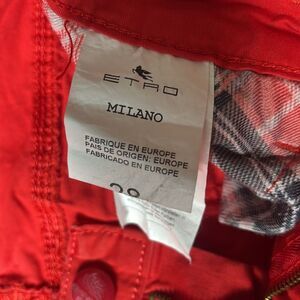 ETRO
MILANO
FABRIQUE EN EUROPE
PAIS DE ORIGEN: EUROPE
FABRICADO EN EUROPE